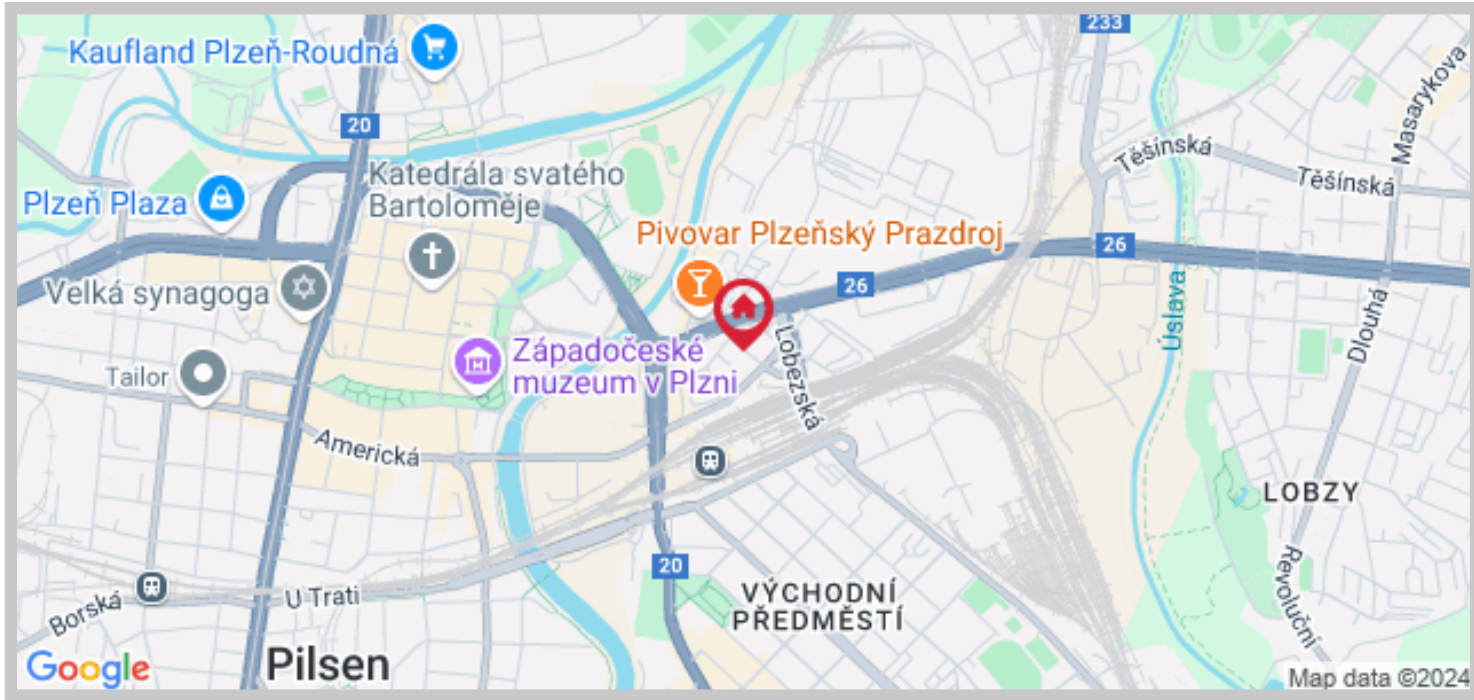 233
Kaufland Plzeň-Roudná
Masarykova
20
Těšínská
Katedrála svatého
Bartoloměje
Těšínská
Plzeň Plaza
Pivovar Plzeňský Prazdroj
26
26
Velká synagoga
Úslava
Dlouhá
Lobezská
Západočeské
muzeum v Plzni
Tailor
Americká
LOBZY
20
VÝCHODNÍ
PŘEDMĚSTÍ
Revoluční
U Trati
Borská
Pilsen
Google
Map data ©2024